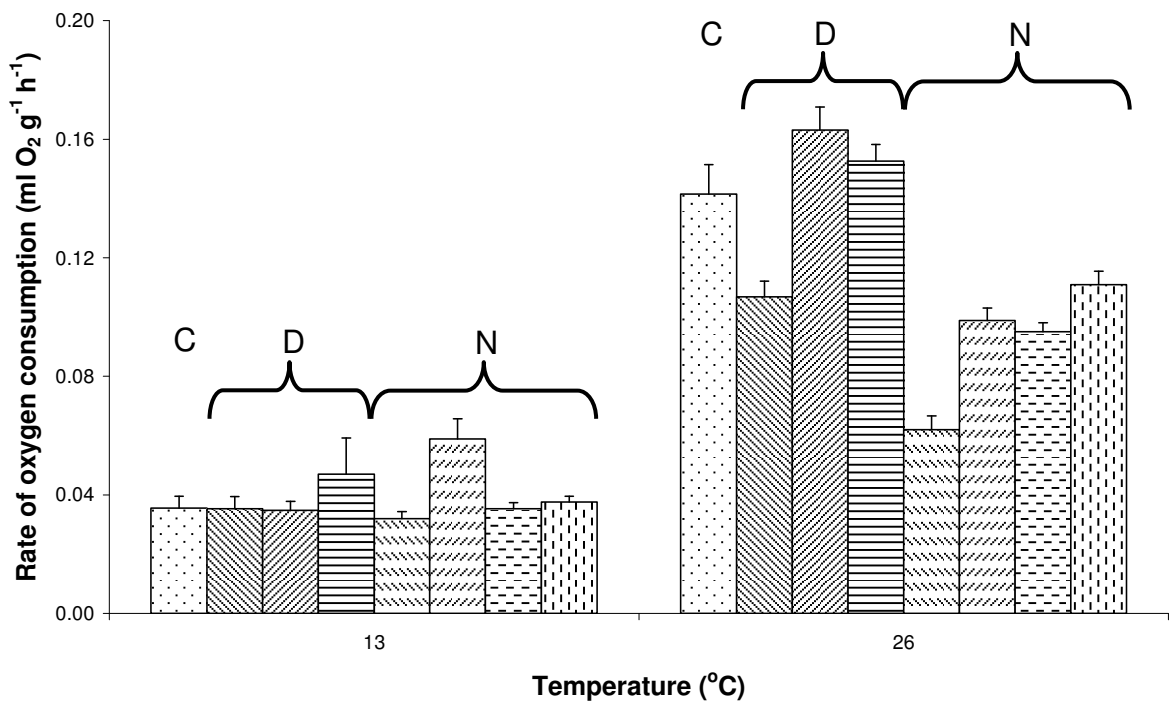 Rate of oxygen consumption (ml O₂ g⁻¹ h⁻¹)
0.20
0.16
0.12
0.08
0.04
0.00
C
D
N
C
D
N
13
26
Temperature (°C)